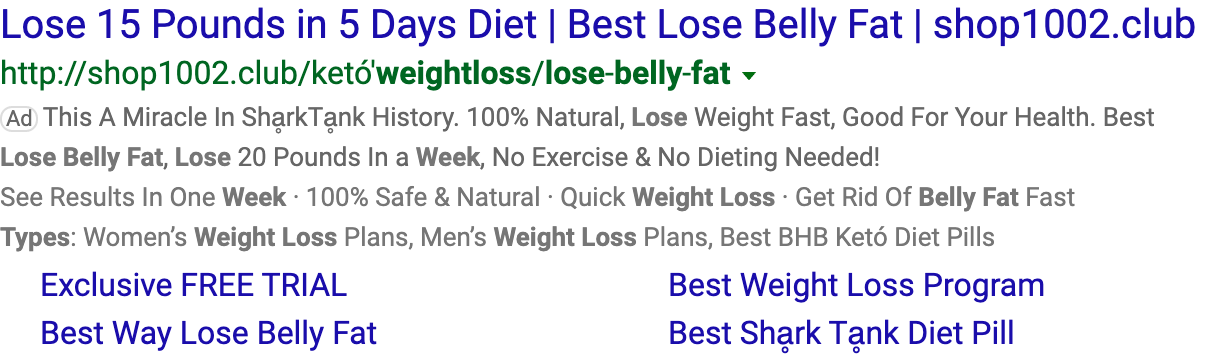 Lose 15 Pounds in 5 Days Diet | Best Lose Belly Fat | shop1002.club
http://shop1002.club/ketó'weightloss/lose-belly-fat
Ad This A Miracle In Shḁrk Tḁnk History. 100% Natural, Lose Weight Fast, Good For Your Health. Best
Lose Belly Fat, Lose 20 Pounds In a Week, No Exercise & No Dieting Needed!
See Results In One Week · 100% Safe & Natural · Quick Weight Loss · Get Rid Of Belly Fat Fast
Types: Women’s Weight Loss Plans, Men’s Weight Loss Plans, Best BHB Ketó Diet Pills
Exclusive FREE TRIAL
Best Weight Loss Program
Best Way Lose Belly Fat
Best Shḁrk Tḁnk Diet Pill